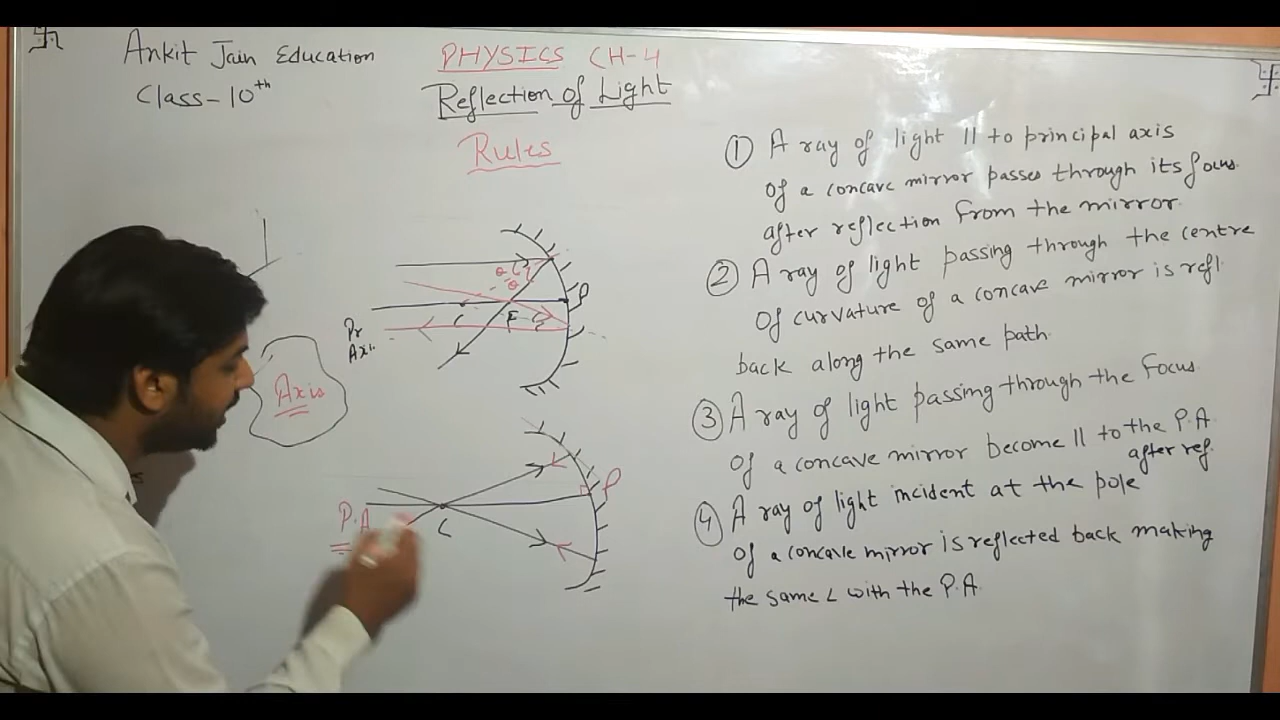 Ankit Jain Education
Class-10th
PHYSICS CH-4
Reflection of Light
Rules
① A ray of light || to principal axis
of a concave mirror passes through its focus
after reflection from the mirror.
② A ray of light passing through the centre
of curvature of a concave mirror is refl
back along the same path.
③ A ray of light passing through the Focus
of a concave mirror become || to the P.A
after ref.
④ A ray of light incident at the pole
of a concave mirror is reflected back making
the same ∠ with the P.A
θ
θ
P
C
F
Pr
Axi.
Axis
P
P.A
C